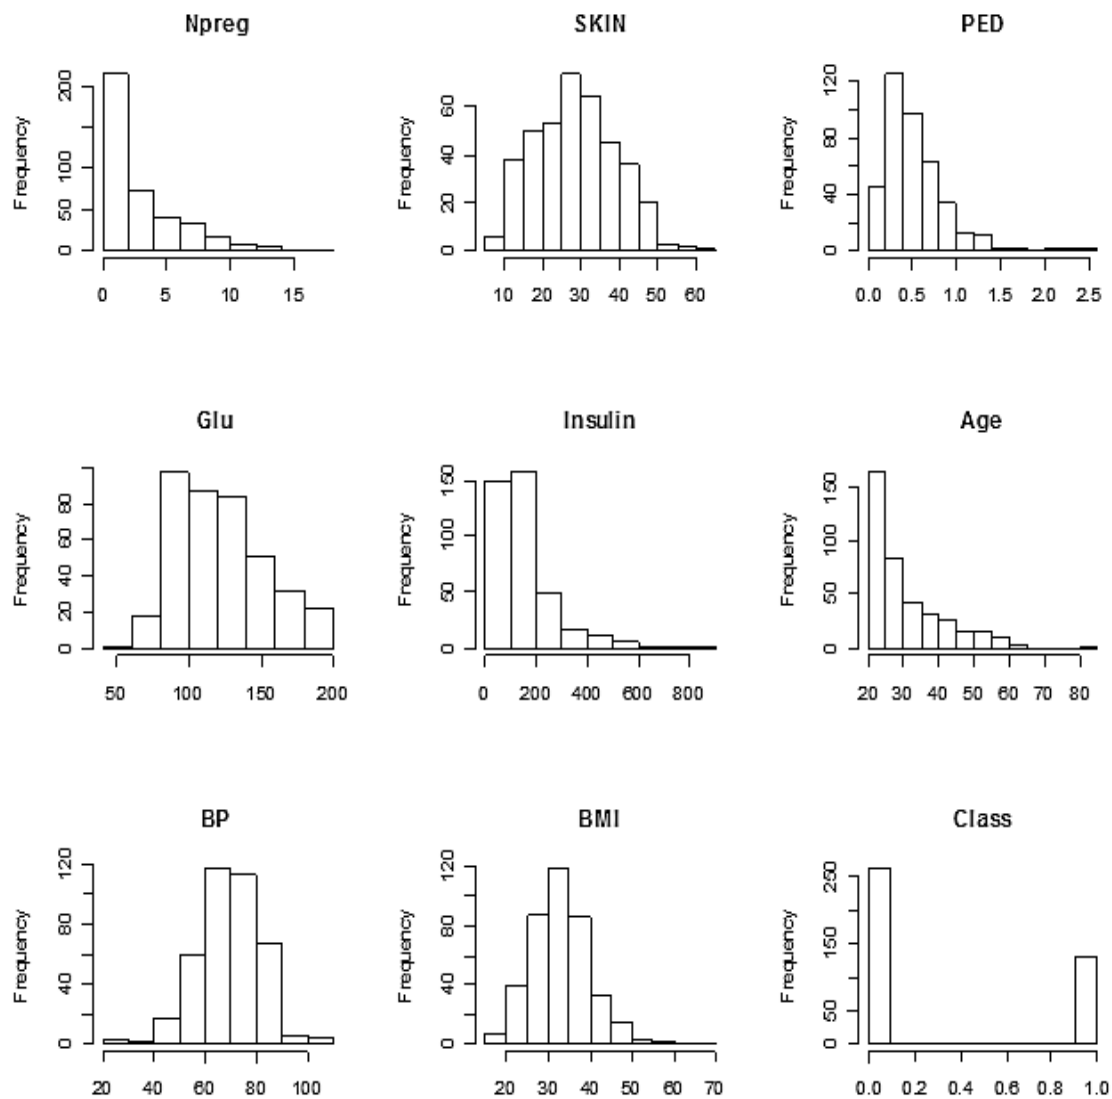 Npreg
SKIN
PED
Frequency
0 50 100 200
0 5 10 15
Frequency
0 20 40 60
10 20 30 40 50 60
Frequency
0 40 80 120
0.0 0.5 1.0 1.5 2.0 2.5
Glu
Insulin
Age
Frequency
0 20 40 60 80
50 100 150 200
Frequency
0 50 100 150
0 200 400 600 800
Frequency
0 50 100 150
20 30 40 50 60 70 80
BP
BMI
Class
Frequency
0 40 80 120
20 40 60 80 100
Frequency
0 40 80 120
20 30 40 50 60 70
Frequency
0 50 150 250
0.0 0.2 0.4 0.6 0.8 1.0